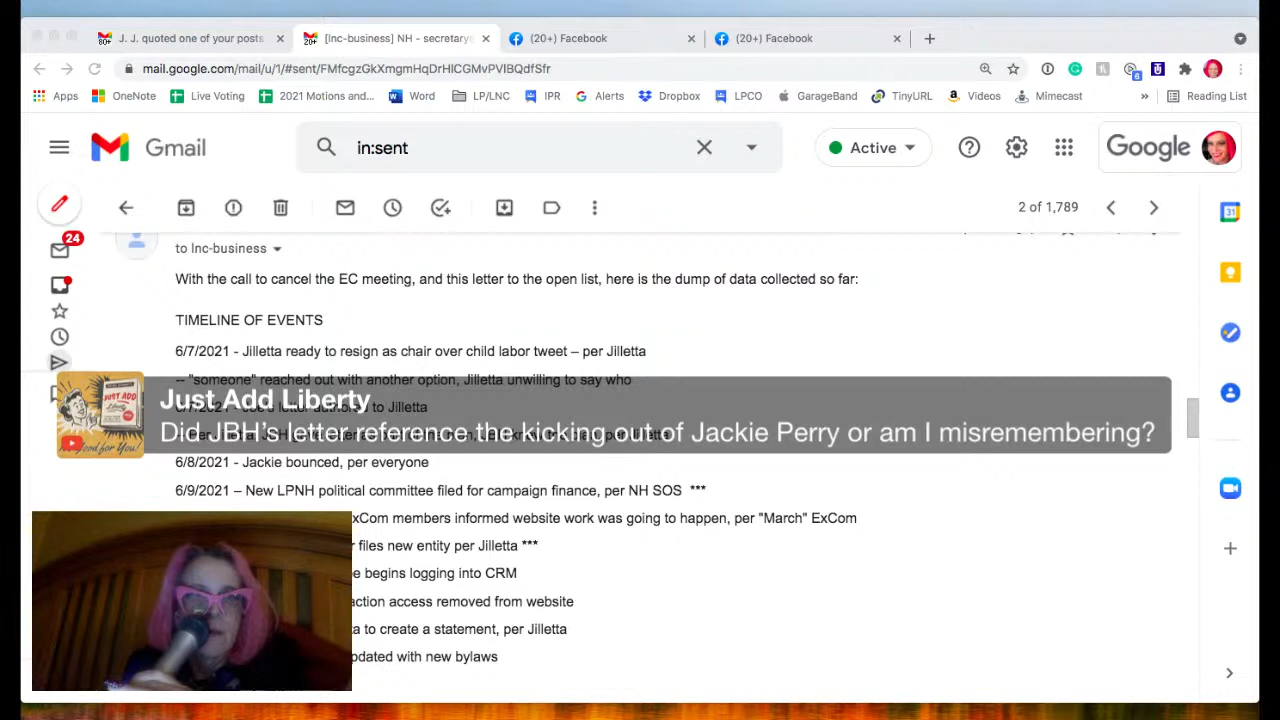 J. J. quoted one of your posts
[lnc-business] NH - secretary
(20+) Facebook
(20+) Facebook
mail.google.com/mail/u/1/#sent/FMfcgzGkXmgmHqDrHlCGMvPVlBQdfSfr
Apps OneNote Live Voting 2021 Motions and... Word LP/LNC IPR Alerts Dropbox LPCO GarageBand TinyURL Videos Mimecast » Reading List
Gmail in:sent Active Google
2 of 1,789
24
to lnc-business
With the call to cancel the EC meeting, and this letter to the open list, here is the dump of data collected so far:
TIMELINE OF EVENTS
6/7/2021 - Jilletta ready to resign as chair over child labor tweet – per Jilletta
-- "someone" reached out with another option, Jilletta unwilling to say who
Just Add Liberty
Did JBH's letter reference the kicking out of Jackie Perry or am I misremembering?
6/8/2021 - Jackie bounced, per everyone
6/9/2021 – New LPNH political committee filed for campaign finance, per NH SOS ***
ExCom members informed website work was going to happen, per "March" ExCom
files new entity per Jilletta ***
begins logging into CRM
action access removed from website
to create a statement, per Jilletta
updated with new bylaws